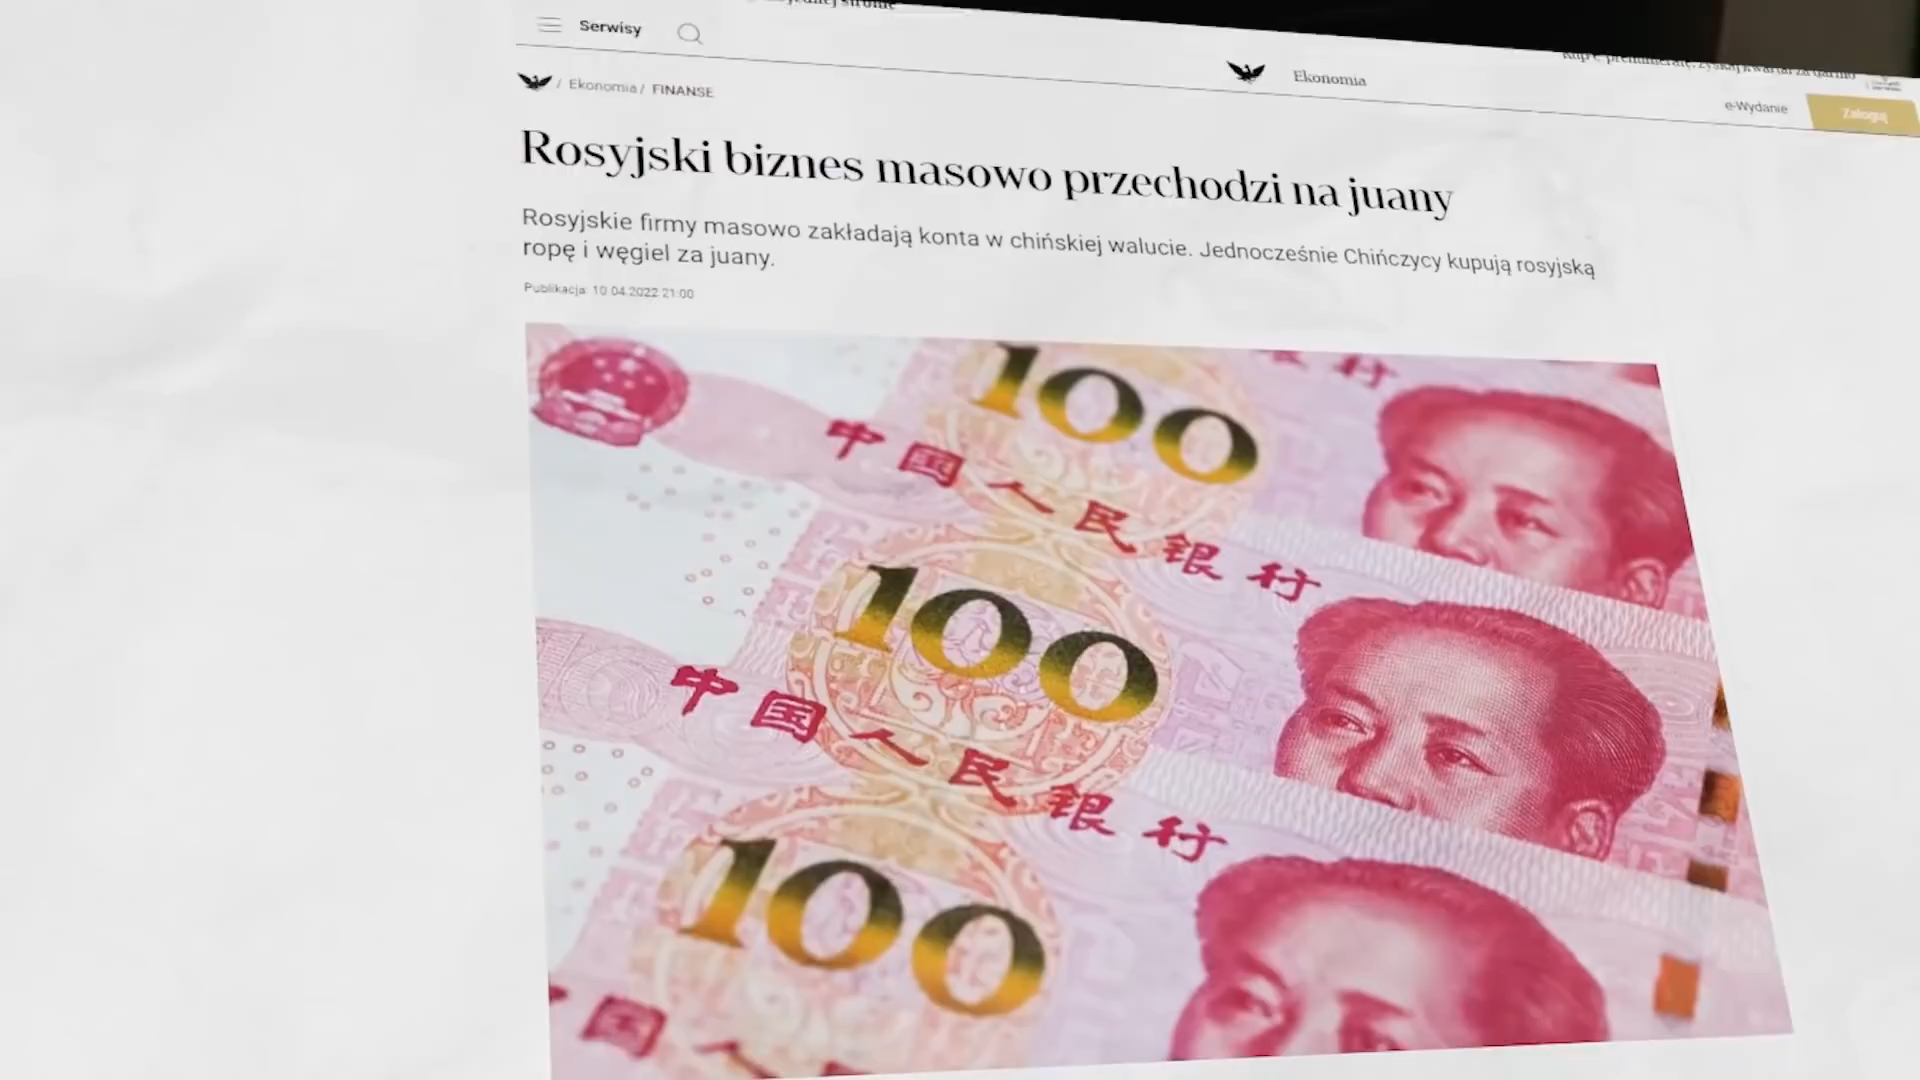 Serwisy
Ekonomia
e-Wydanie
Zaloguj
/ Ekonomia / FINANSE
Rosyjski biznes masowo przechodzi na juany
Rosyjskie firmy masowo zakładają konta w chińskiej walucie. Jednocześnie Chińczycy kupują rosyjską
ropę i węgiel za juany.
Publikacja: 10.04.2022 21:00
100
中国人民银行
100
中国人民银行
100